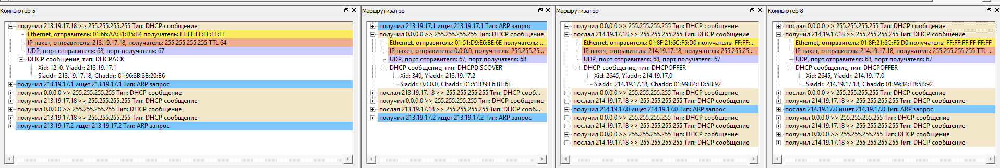 Компьютер 5
получил 213.19.17.18 >> 255.255.255.255 Тип: DHCP сообщение
Ethernet, отправитель: 01:66:AA:31:D5:B4 получатель: FF:FF:FF:FF:FF:FF
IP пакет, отправитель: 213.19.17.18, получатель: 255.255.255.255 TTL 64
UDP, порт отправителя: 68, порт получателя: 67
DHCP сообщение, тип: DHCPACK
Xid: 1210, Yiaddr: 213.19.17.1
Siaddr: 213.19.17.18, Chaddr: 01:96:3B:3B:20:B6
получил 213.19.17.1 ищет 213.19.17.1 Тип: ARP запрос
получил 0.0.0.0 >> 255.255.255.255 Тип: DHCP сообщение
получил 213.19.17.18 >> 255.255.255.255 Тип: DHCP сообщение
получил 0.0.0.0 >> 255.255.255.255 Тип: DHCP сообщение
получил 213.19.17.18 >> 255.255.255.255 Тип: DHCP сообщение
получил 213.19.17.2 ищет 213.19.17.2 Тип: ARP запрос
Маршрутизатор
получил 213.19.17.1 ищет 213.19.17.1 Тип: ARP запрос
получил 0.0.0.0 >> 255.255.255.255 Тип: DHCP сообщение
Ethernet, отправитель: 01:51:D9:E6:BE:6E получатель: ...
IP пакет, отправитель: 0.0.0.0, получатель: 255.255.25...
UDP, порт отправителя: 67, порт получателя: 68
DHCP сообщение, тип: DHCPDISCOVER
Xid: 340, Yiaddr: 213.19.17.2
Siaddr: 0.0.0.0, Chaddr: 01:51:D9:E6:BE:6E
послал 213.19.17.18 >> 255.255.255.255 Тип: DHCP сооб...
получил 0.0.0.0 >> 255.255.255.255 Тип: DHCP сообщение
послал 213.19.17.18 >> 255.255.255.255 Тип: DHCP сооб...
получил 213.19.17.2 ищет 213.19.17.2 Тип: ARP запрос
Маршрутизатор
получил 0.0.0.0 >> 255.255.255.255 Тип: DHCP сообщение
послал 214.19.17.18 >> 255.255.255.255 Тип: DHCP сообщение
Ethernet, отправитель: 01:8F:21:6C:F5:D0 получатель: FF:FF:...
IP пакет, отправитель: 214.19.17.18, получатель: 255.255.25...
UDP, порт отправителя: 68, порт получателя: 67
DHCP сообщение, тип: DHCPOFFER
Xid: 2645, Yiaddr: 214.19.17.0
Siaddr: 214.19.17.18, Chaddr: 01:99:84:FD:5B:92
получил 0.0.0.0 >> 255.255.255.255 Тип: DHCP сообщение
послал 214.19.17.18 >> 255.255.255.255 Тип: DHCP сообщение
получил 214.19.17.0 ищет 214.19.17.0 Тип: ARP запрос
получил 0.0.0.0 >> 255.255.255.255 Тип: DHCP сообщение
послал 214.19.17.18 >> 255.255.255.255 Тип: DHCP сообщение
получил 0.0.0.0 >> 255.255.255.255 Тип: DHCP сообщение
послал 214.19.17.18 >> 255.255.255.255 Тип: DHCP сообщение
Компьютер 8
послал 0.0.0.0 >> 255.255.255.255 Тип: DHCP сообщение
получил 214.19.17.18 >> 255.255.255.255 Тип: DHCP сообщение
Ethernet, отправитель: 01:8F:21:6C:F5:D0 получатель: FF:FF:FF:FF:FF:FF
IP пакет, отправитель: 214.19.17.18, получатель: 255.255.255.255 TTL ...
UDP, порт отправителя: 68, порт получателя: 67
DHCP сообщение, тип: DHCPOFFER
Xid: 2645, Yiaddr: 214.19.17.0
Siaddr: 214.19.17.18, Chaddr: 01:99:84:FD:5B:92
послал 0.0.0.0 >> 255.255.255.255 Тип: DHCP сообщение
получил 214.19.17.18 >> 255.255.255.255 Тип: DHCP сообщение
послал 214.19.17.0 ищет 214.19.17.0 Тип: ARP запрос
получил 0.0.0.0 >> 255.255.255.255 Тип: DHCP сообщение
получил 214.19.17.18 >> 255.255.255.255 Тип: DHCP сообщение
получил 0.0.0.0 >> 255.255.255.255 Тип: DHCP сообщение
получил 214.19.17.18 >> 255.255.255.255 Тип: DHCP сообщение